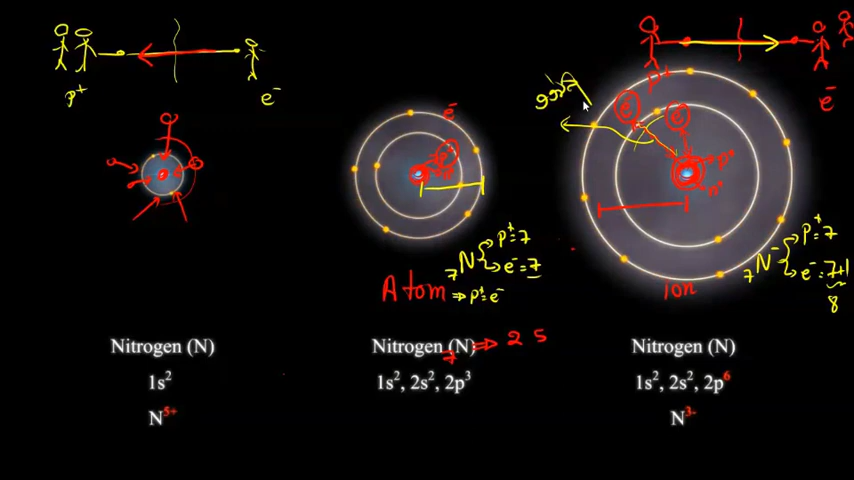 p⁺
e⁻
p⁺
e⁻
e⁻
e⁻
e⁻
p⁺
n⁺
₇N p⁺=7
e⁻=7
⇒ p⁺=e⁻
Atom
₇N⁻ p⁺=7
e⁻=7+1
8
Ion
Nitrogen (N)
1s²
N⁵⁺
Nitrogen (N)
7 ⇒ 2 5
1s², 2s², 2p³
Nitrogen (N)
1s², 2s², 2p⁶
N³⁻